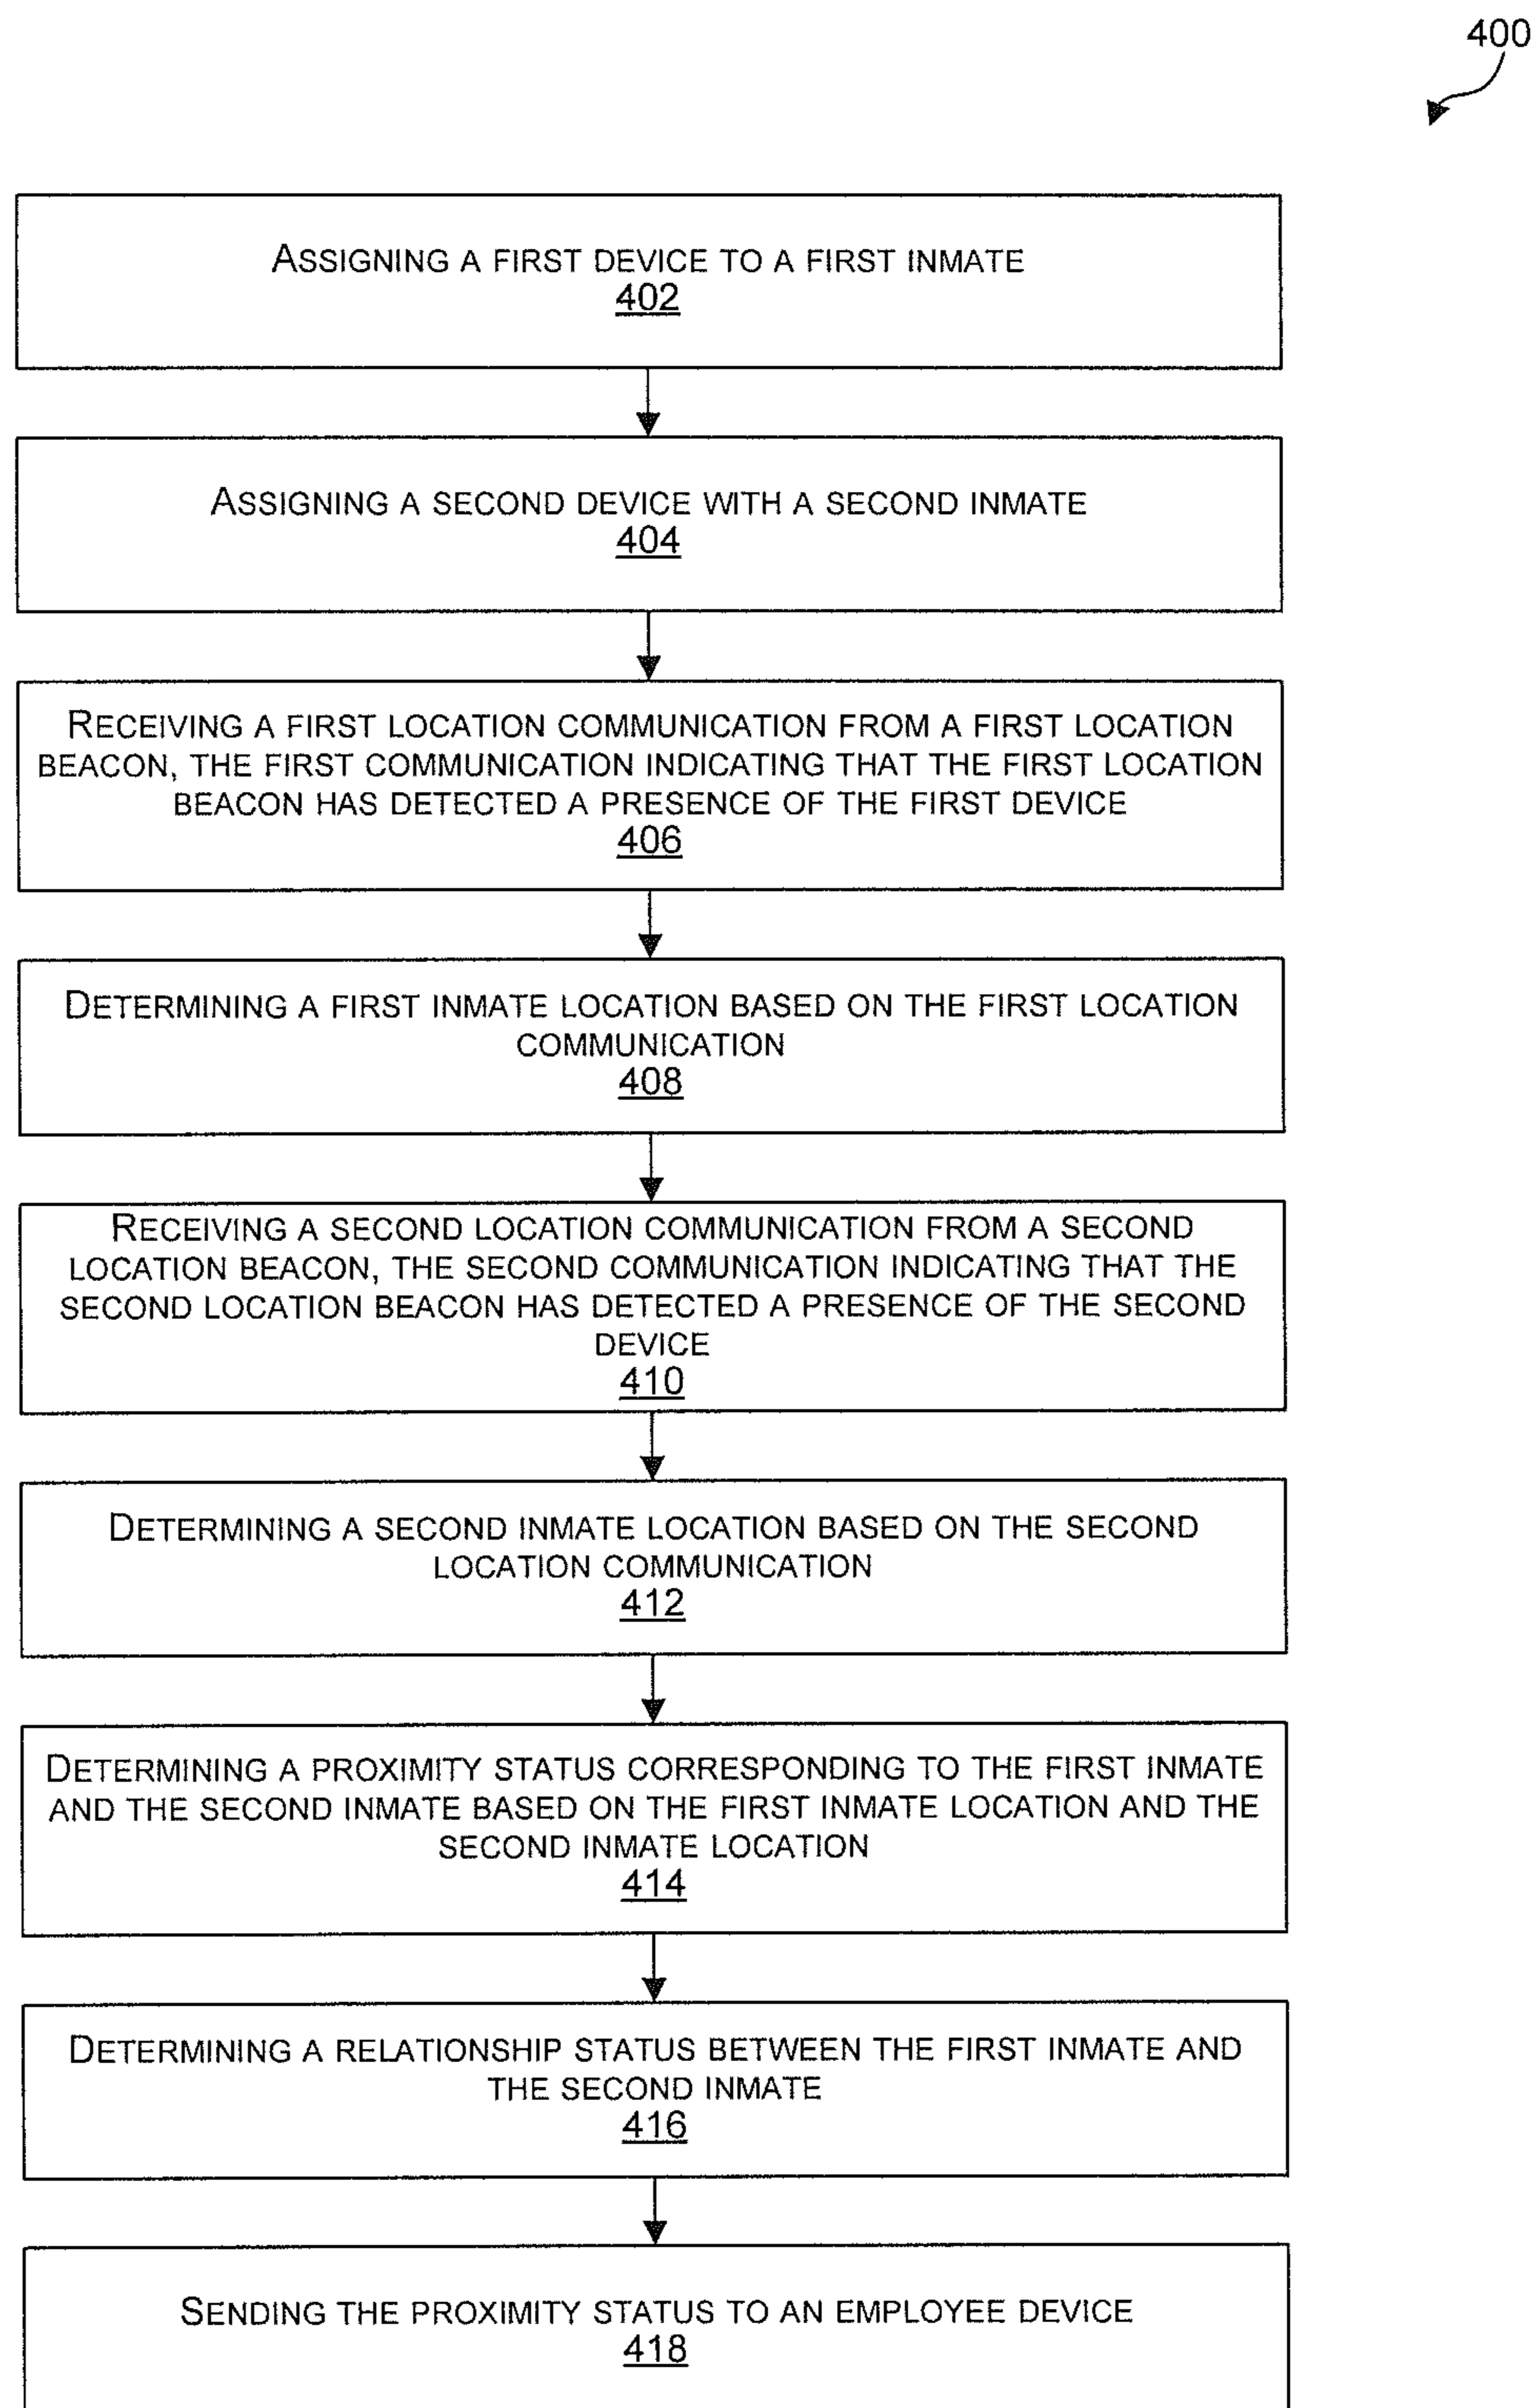 400
ASSIGNING A FIRST DEVICE TO A FIRST INMATE
402
ASSIGNING A SECOND DEVICE WITH A SECOND INMATE
404
RECEIVING A FIRST LOCATION COMMUNICATION FROM A FIRST LOCATION
BEACON, THE FIRST COMMUNICATION INDICATING THAT THE FIRST LOCATION
BEACON HAS DETECTED A PRESENCE OF THE FIRST DEVICE
406
DETERMINING A FIRST INMATE LOCATION BASED ON THE FIRST LOCATION
COMMUNICATION
408
RECEIVING A SECOND LOCATION COMMUNICATION FROM A SECOND
LOCATION BEACON, THE SECOND COMMUNICATION INDICATING THAT THE
SECOND LOCATION BEACON HAS DETECTED A PRESENCE OF THE SECOND
DEVICE
410
DETERMINING A SECOND INMATE LOCATION BASED ON THE SECOND
LOCATION COMMUNICATION
412
DETERMINING A PROXIMITY STATUS CORRESPONDING TO THE FIRST INMATE
AND THE SECOND INMATE BASED ON THE FIRST INMATE LOCATION AND THE
SECOND INMATE LOCATION
414
DETERMINING A RELATIONSHIP STATUS BETWEEN THE FIRST INMATE AND
THE SECOND INMATE
416
SENDING THE PROXIMITY STATUS TO AN EMPLOYEE DEVICE
418